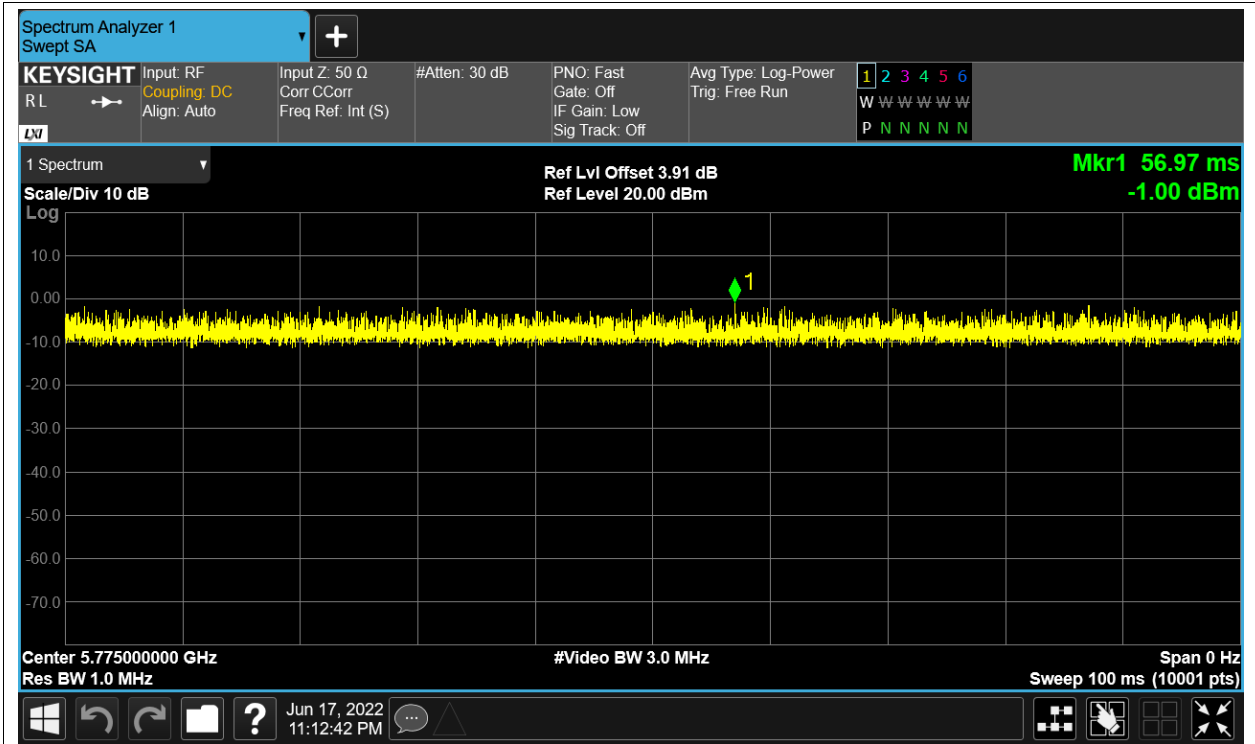 Spectrum Analyzer 1
Swept SA
KEYSIGHT
R L
LXI
Input: RF
Coupling: DC
Align: Auto
Input Z: 50 Ω
Corr CCorr
Freq Ref: Int (S)
#Atten: 30 dB
PNO: Fast
Gate: Off
IF Gain: Low
Sig Track: Off
Avg Type: Log-Power
Trig: Free Run
1 2 3 4 5 6
W W W W W W
P N N N N N
1 Spectrum
Scale/Div 10 dB
Ref Lvl Offset 3.91 dB
Ref Level 20.00 dBm
Mkr1 56.97 ms
-1.00 dBm
Log
10.0
0.00
-10.0
-20.0
-30.0
-40.0
-50.0
-60.0
-70.0
1
Center 5.775000000 GHz
#Video BW 3.0 MHz
Span 0 Hz
Res BW 1.0 MHz
Sweep 100 ms (10001 pts)
?
Jun 17, 2022
11:12:42 PM